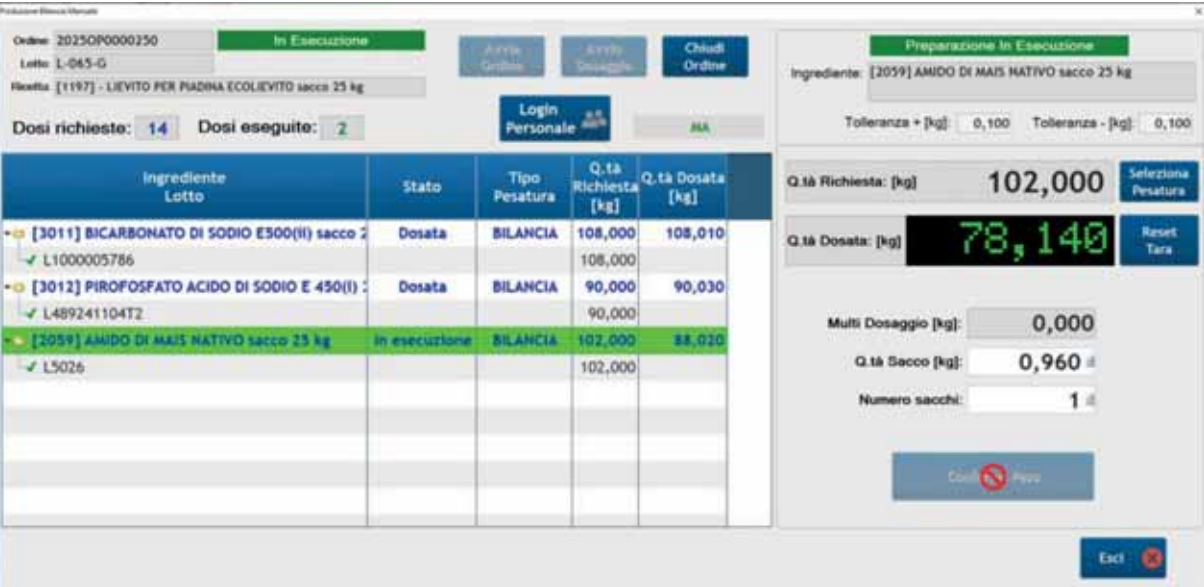 Produzione Bilancia Manuale
Ordine: 2025OP0000250
In Esecuzione
Lotto: L-065-G
Ricetta: [1197] - LIEVITO PER PIADINA ECOLIEVITO sacco 25 kg
Avvia Ordine
Avvio Dosaggio
Chiudi Ordine
Dosi richieste: 14 Dosi eseguite: 2
Login Personale
MA
Ingrediente Lotto Stato Tipo Pesatura Q.tà Richiesta [kg] Q.tà Dosata [kg]
[3011] BICARBONATO DI SODIO E500(ii) sacco 2 Dosata BILANCIA 108,000 108,010
L1000005786 108,000
[3012] PIROFOSFATO ACIDO DI SODIO E 450(i) Dosata BILANCIA 90,000 90,030
L489241104T2 90,000
[2059] AMIDO DI MAIS NATIVO sacco 25 kg In esecuzione BILANCIA 102,000 88,020
L5026 102,000
Preparazione In Esecuzione
Ingrediente: [2059] AMIDO DI MAIS NATIVO sacco 25 kg
Tolleranza + [kg]: 0,100 Tolleranza - [kg]: 0,100
Q.tà Richiesta: [kg] 102,000
Seleziona Pesatura
Q.tà Dosata: [kg] 78,140
Reset Tara
Multi Dosaggio [kg]: 0,000
Q.tà Sacco [kg]: 0,960
Numero sacchi: 1
Peso
Esci